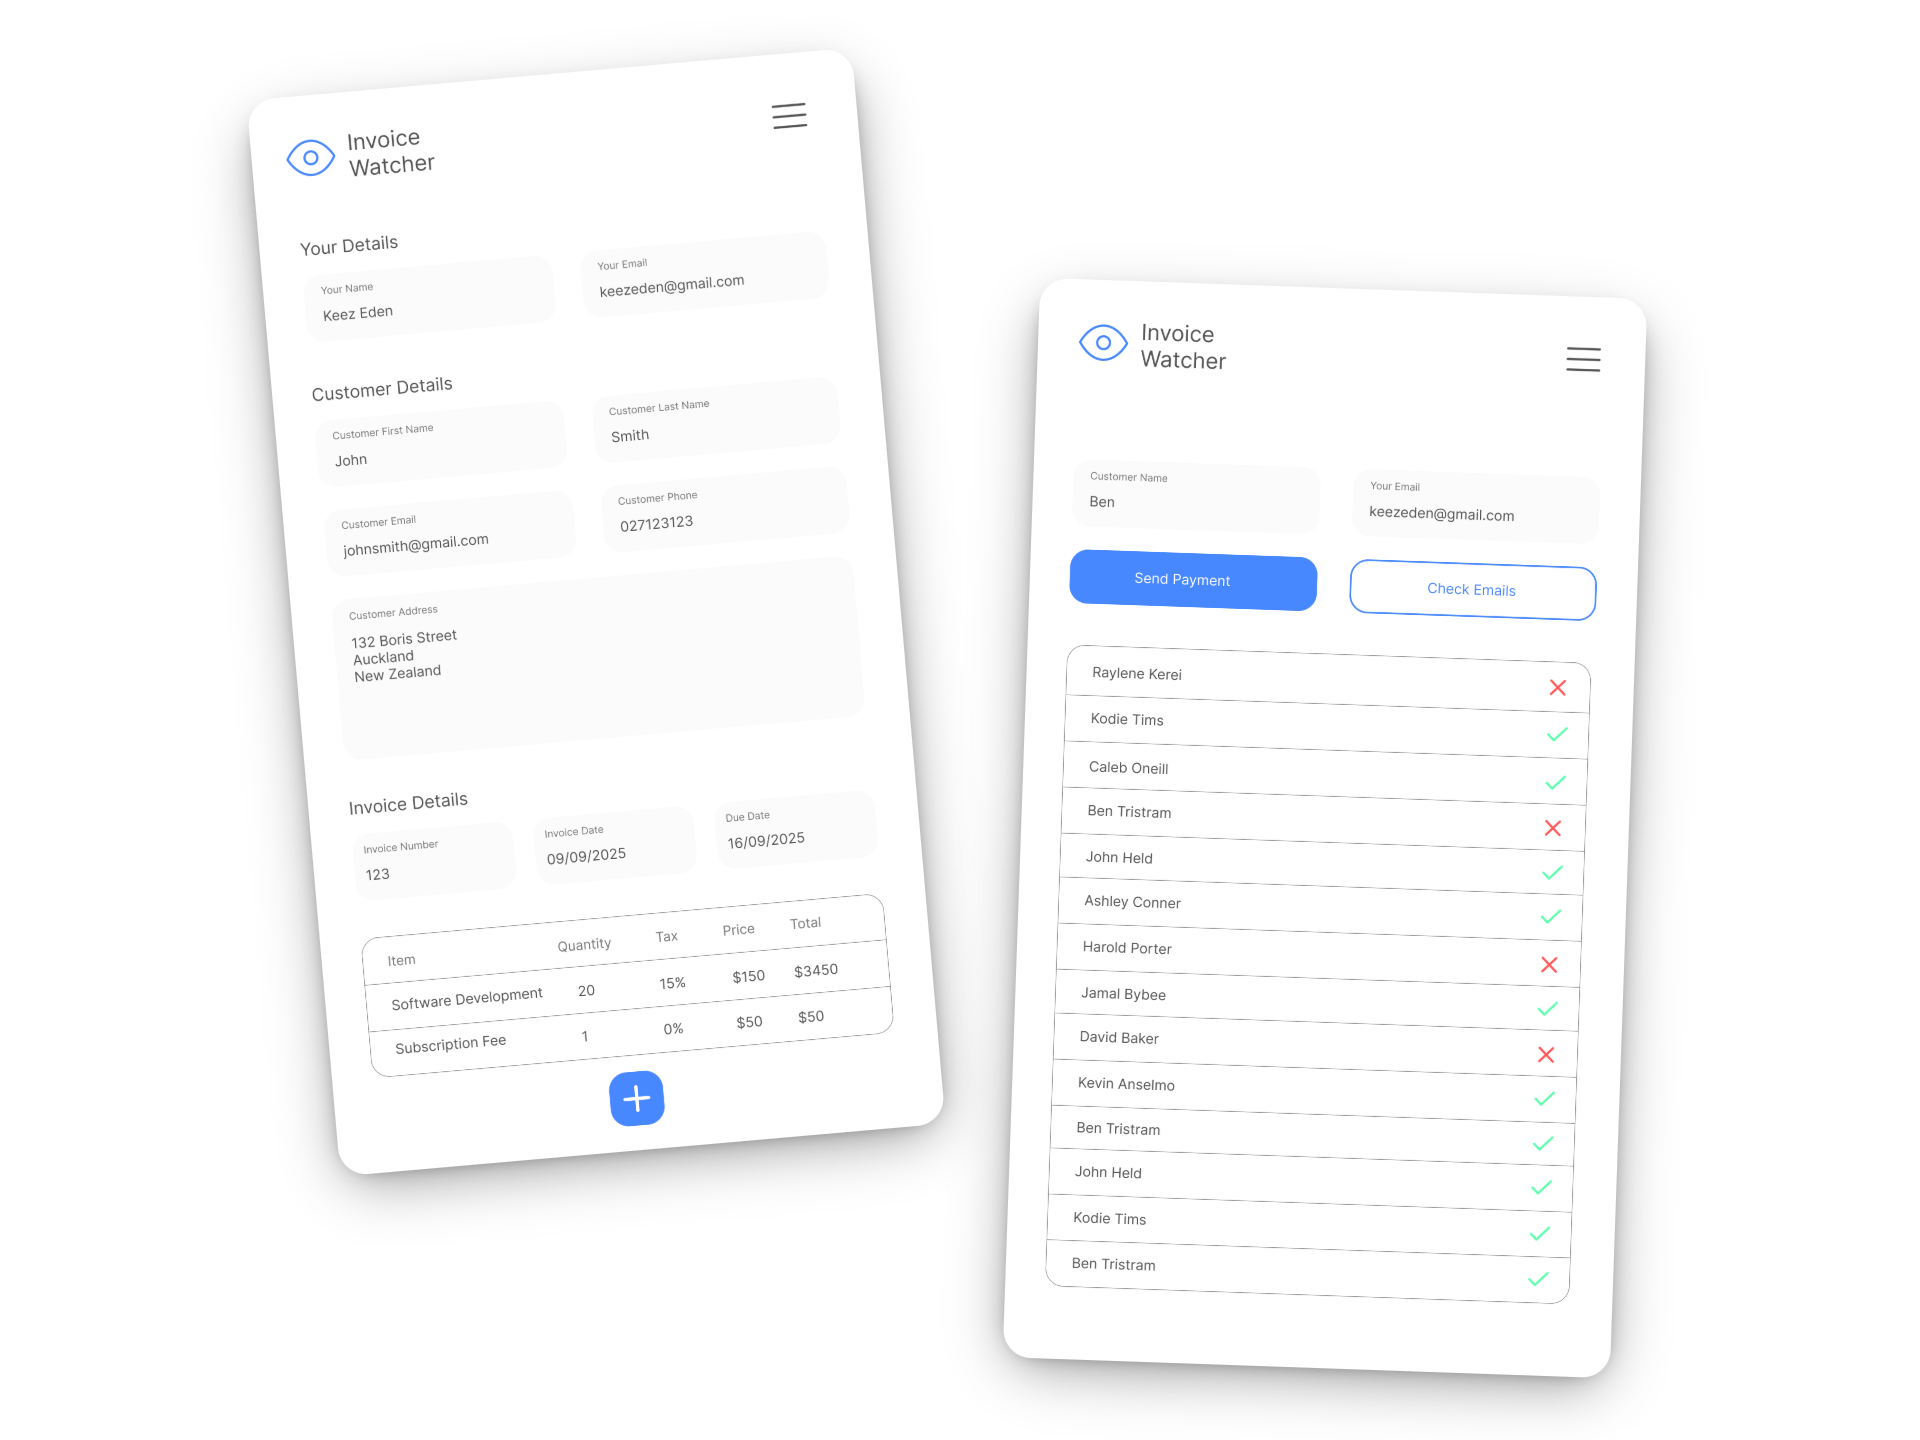 Invoice
Watcher
Your Details
Your Name
Keez Eden
Your Email
keezeden@gmail.com
Customer Details
Customer First Name
John
Customer Last Name
Smith
Customer Email
johnsmith@gmail.com
Customer Phone
027123123
Customer Address
132 Boris Street
Auckland
New Zealand
Invoice Details
Invoice Number
123
Invoice Date
09/09/2025
Due Date
16/09/2025
Item Quantity Tax Price Total
Software Development 20 15% $150 $3450
Subscription Fee 1 0% $50 $50
Invoice
Watcher
Customer Name
Ben
Your Email
keezeden@gmail.com
Send Payment
Check Emails
Raylene Kerei
Kodie Tims
Caleb Oneill
Ben Tristram
John Held
Ashley Conner
Harold Porter
Jamal Bybee
David Baker
Kevin Anselmo
Ben Tristram
John Held
Kodie Tims
Ben Tristram